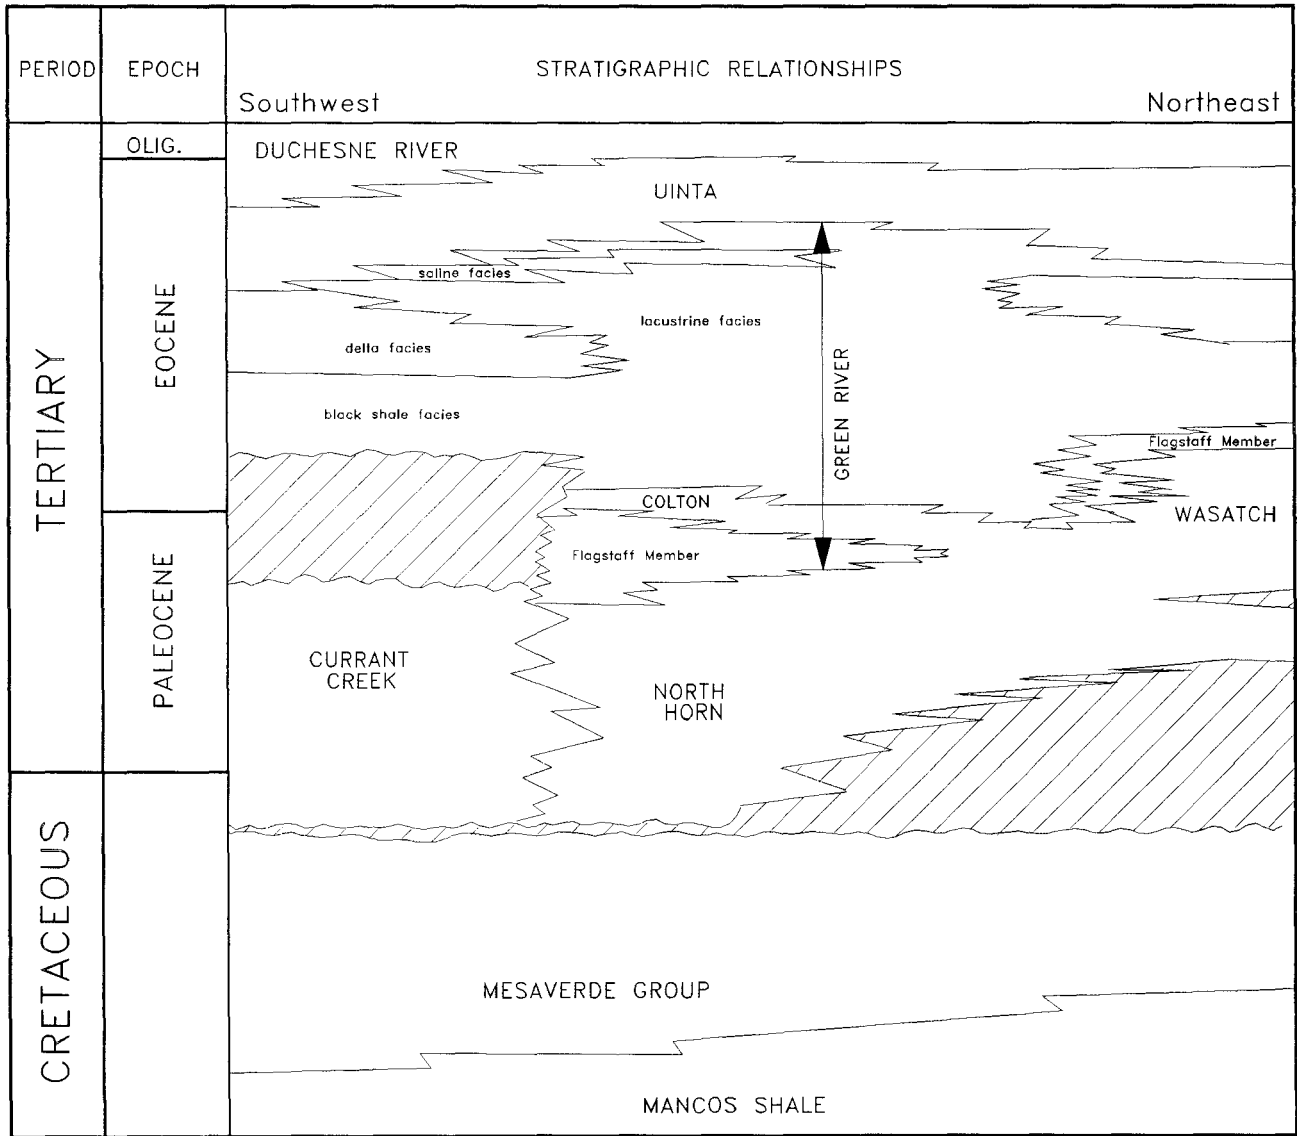 PERIOD
EPOCH
STRATIGRAPHIC RELATIONSHIPS
Southwest
Northeast
OLIG.
DUCHESNE RIVER
UINTA
saline facies
lacustrine facies
EOCENE
delta facies
TERTIARY
GREEN RIVER
black shale facies
Flagstaff Member
COLTON
WASATCH
Flagstaff Member
PALEOCENE
CURRANT
CREEK
NORTH
HORN
CRETACEOUS
MESAVERDE GROUP
MANCOS SHALE